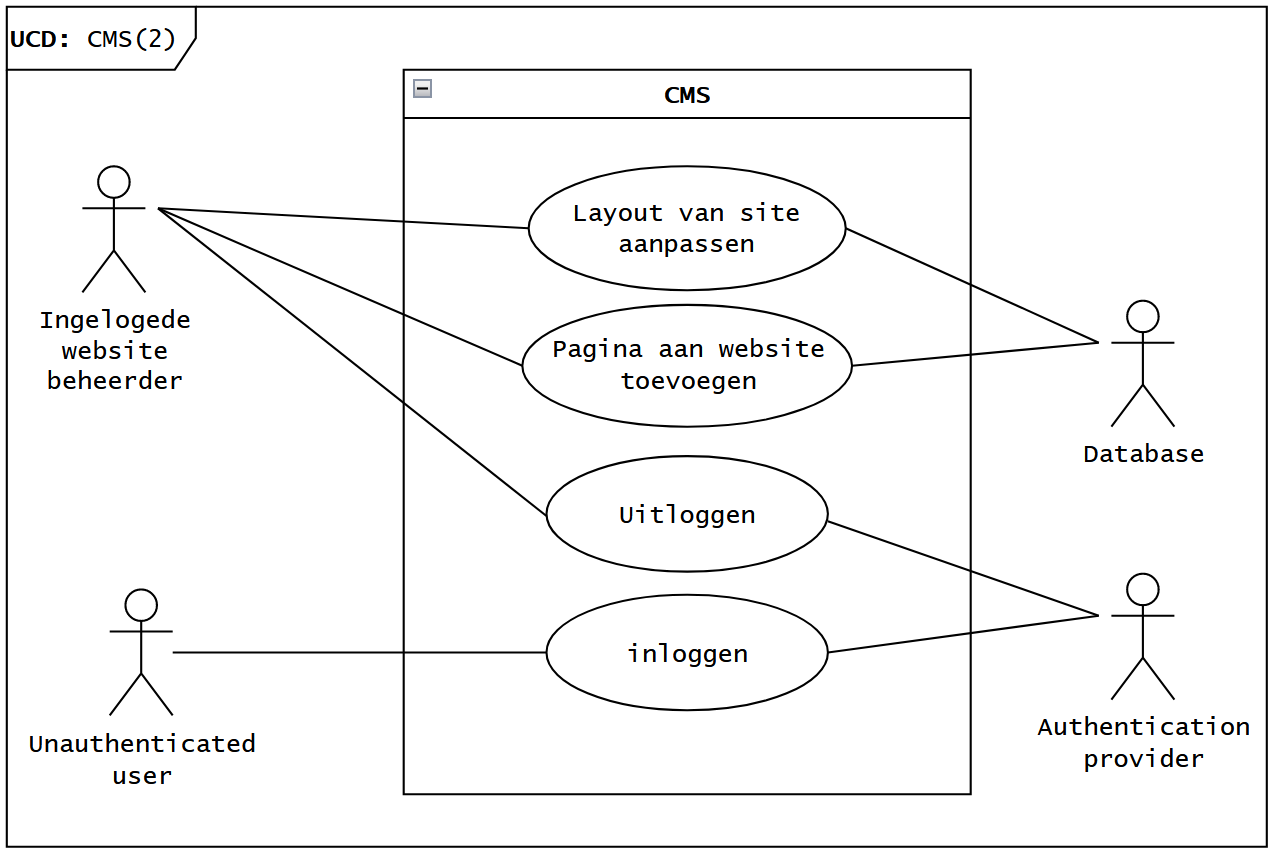 UCD: CMS(2)
CMS
Layout van site
aanpassen
Ingelogede
website
beheerder
Pagina aan website
toevoegen
Database
Uitloggen
inloggen
Unauthenticated
user
Authentication
provider